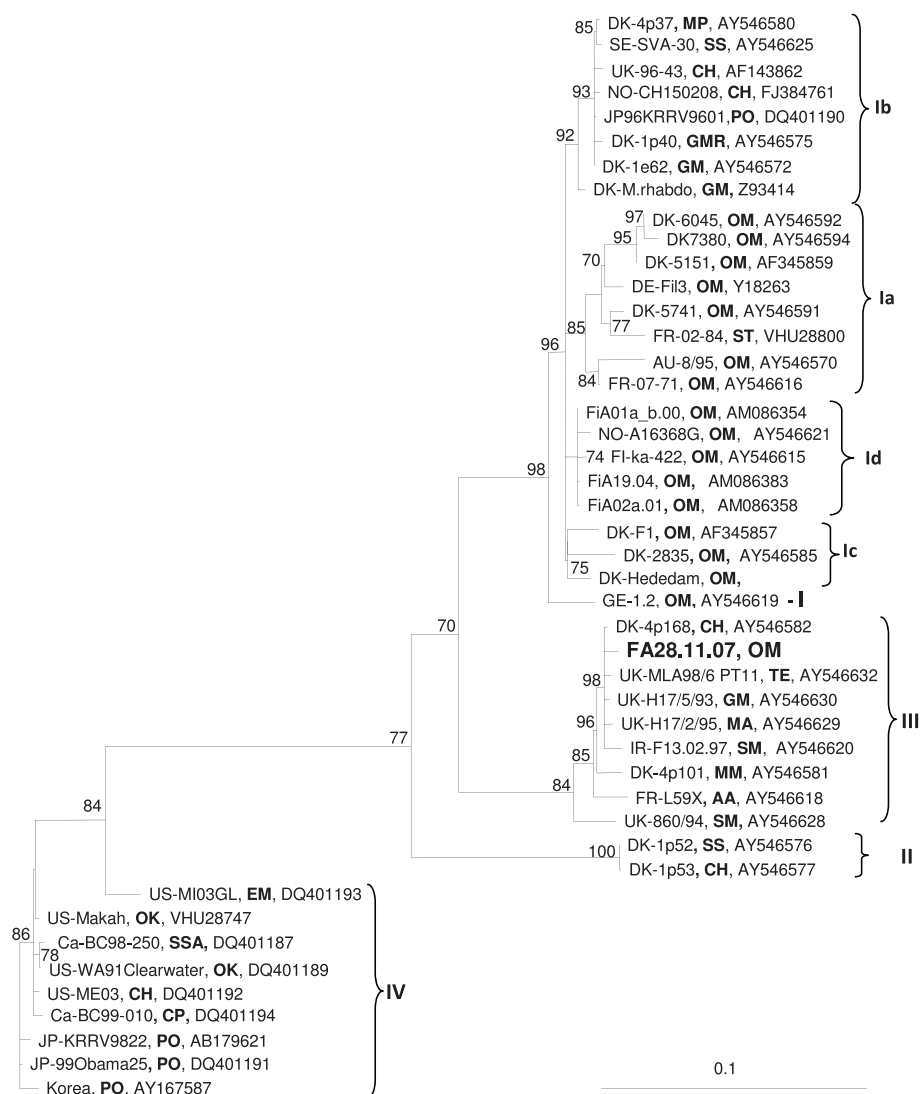 85 DK-4p37, MP, AY546580
SE-SVA-30, SS, AY546625
UK-96-43, CH, AF143862
93 NO-CH150208, CH, FJ384761
Ib
JP96KRRV9601,PO, DQ401190
92 DK-1p40, GMR, AY546575
DK-1e62, GM, AY546572
DK-M.rhabdo, GM, Z93414
97 DK-6045, OM, AY546592
95 DK7380, OM, AY546594
70 DK-5151, OM, AF345859
DE-Fil3, OM, Y18263
Ia
DK-5741, OM, AY546591
85 77 FR-02-84, ST, VHU28800
96 AU-8/95, OM, AY546570
84 FR-07-71, OM, AY546616
FiA01a_b.00, OM, AM086354
NO-A16368G, OM, AY546621
74 FI-ka-422, OM, AY546615
Id
98 FiA19.04, OM, AM086383
FiA02a.01, OM, AM086358
DK-F1, OM, AF345857
DK-2835, OM, AY546585
Ic
75 DK-Hededam, OM,
GE-1.2, OM, AY546619 - I
70 DK-4p168, CH, AY546582
FA28.11.07, OM
98 UK-MLA98/6 PT11, TE, AY546632
UK-H17/5/93, GM, AY546630
96 UK-H17/2/95, MA, AY546629
III
77 85 IR-F13.02.97, SM, AY546620
DK-4p101, MM, AY546581
84 FR-L59X, AA, AY546618
84 UK-860/94, SM, AY546628
DK-1p52, SS, AY546576
100 DK-1p53, CH, AY546577
II
US-MI03GL, EM, DQ401193
US-Makah, OK, VHU28747
86 Ca-BC98-250, SSA, DQ401187
78 US-WA91Clearwater, OK, DQ401189
US-ME03, CH, DQ401192
IV
Ca-BC99-010, CP, DQ401194
JP-KRRV9822, PO, AB179621
JP-99Obama25, PO, DQ401191
Korea, PO, AY167587
0.1